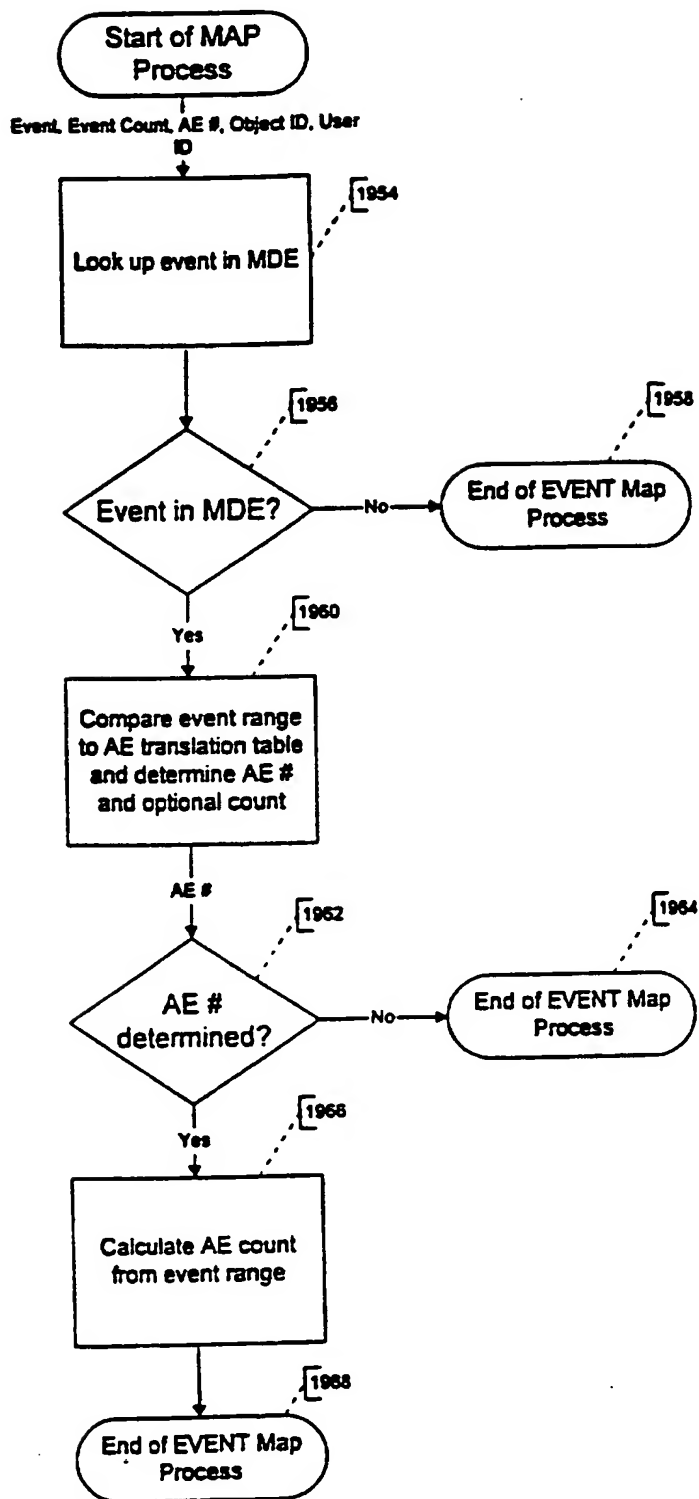 Start of MAP
Process
Event, Event Count, AE #, Object ID, User
ID
1954
Look up event in MDE
1956
1958
Event in MDE?
No
End of EVENT Map
Process
Yes
1960
Compare event range
to AE translation table
and determine AE #
and optional count
AE #
1962
1964
AE #
determined?
No
End of EVENT Map
Process
Yes
1966
Calculate AE count
from event range
1968
End of EVENT Map
Process